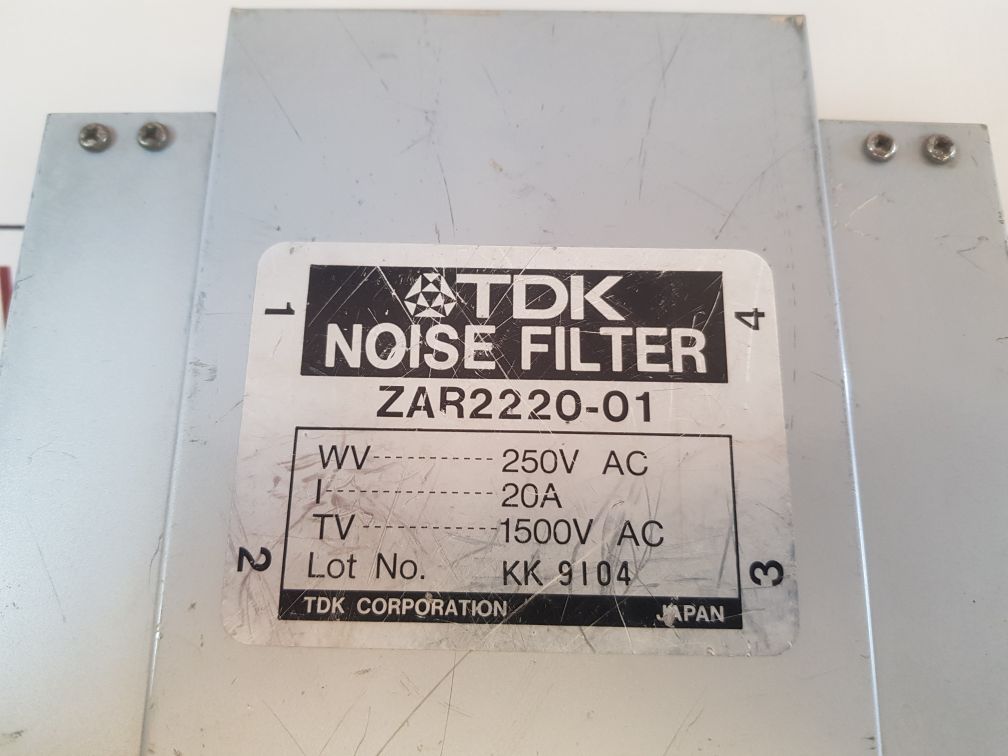 TDK
NOISE FILTER
ZAR2220-01
1
4
WV---------- 250V AC
I-------------- 20A
TV-----------1500V AC
Lot No. KK 9104
2
3
TDK CORPORATION JAPAN